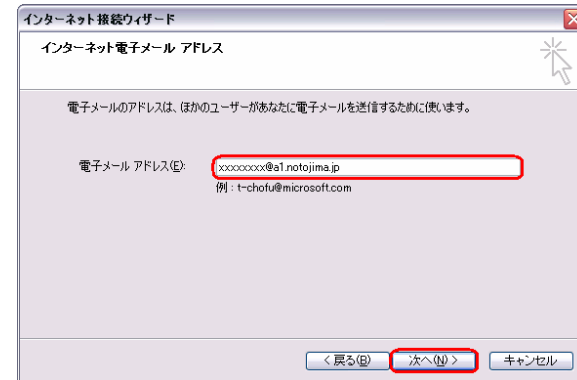 インターネット接続ウィザード
インターネット電子メール アドレス
電子メールのアドレスは、ほかのユーザーがあなたに電子メールを送信するために使います。
電子メール アドレス(E):
xxxxxxxx@a1.notojima.jp
例 : t-chofu@microsoft.com
< 戻る(B) 次へ(N) > キャンセル